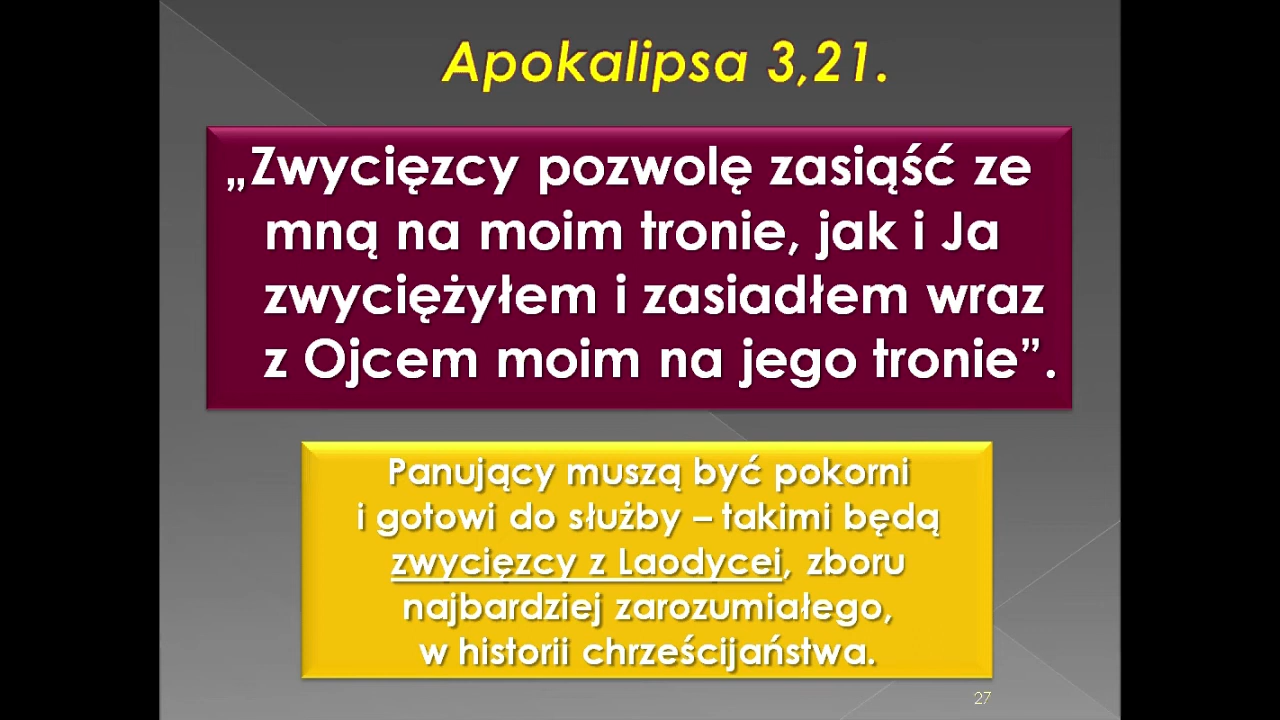 Apokalipsa 3,21.
„Zwycięzcy pozwolę zasiąść ze
mną na moim tronie, jak i Ja
zwyciężyłem i zasiadłem wraz
z Ojcem moim na jego tronie”.
Panujący muszą być pokorni
i gotowi do służby – takimi będą
zwycięzcy z Laodycei, zboru
najbardziej zarozumiałego,
w historii chrześcijaństwa.
27